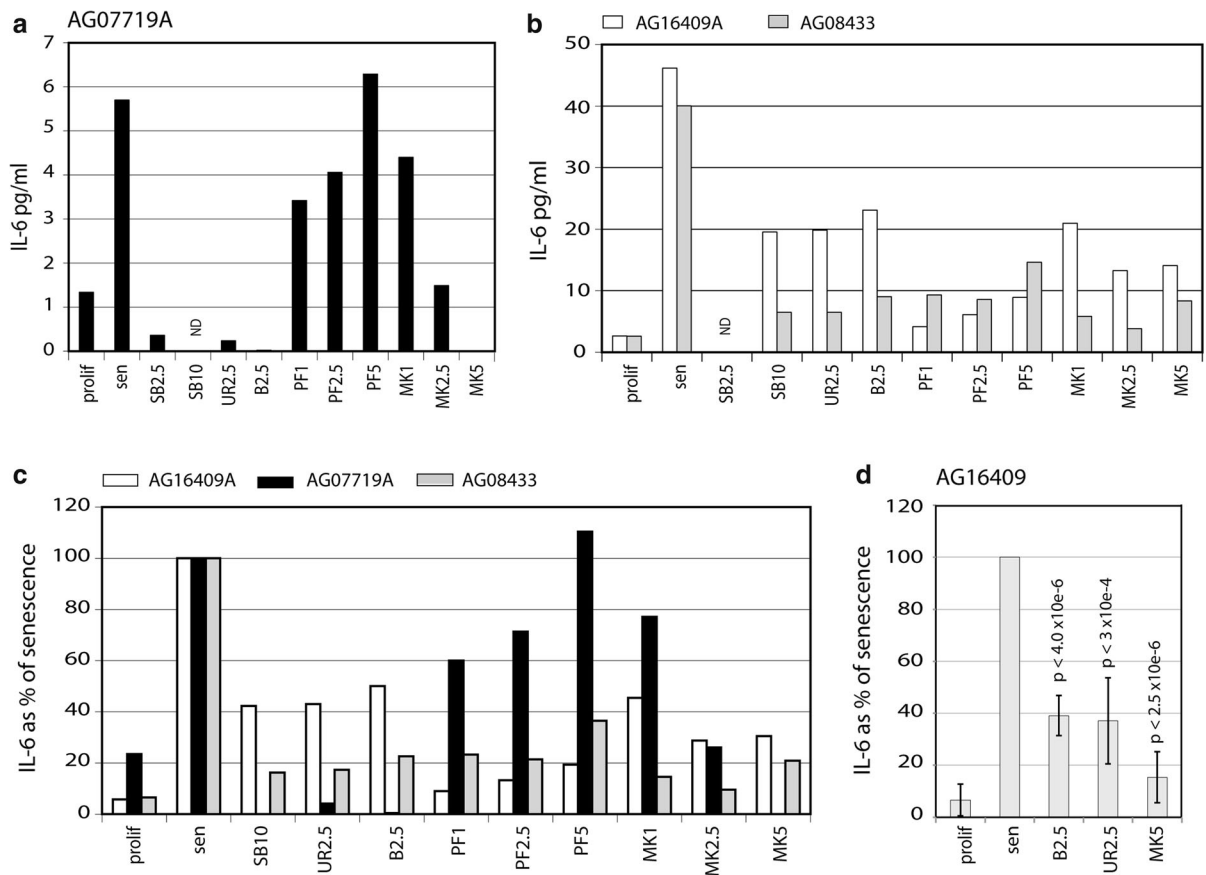 a
AG07719A
IL-6 pg/ml
7
6
5
4
3
2
1
0
ND
prolif
sen
SB2.5
SB10
UR2.5
B2.5
PF1
PF2.5
PF5
MK1
MK2.5
MK5
b
AG16409A AG08433
IL-6 pg/ml
50
40
30
20
10
0
ND
prolif
sen
SB2.5
SB10
UR2.5
B2.5
PF1
PF2.5
PF5
MK1
MK2.5
MK5
c
AG16409A AG07719A AG08433
IL-6 as % of senescence
120
100
80
60
40
20
0
prolif
sen
SB10
UR2.5
B2.5
PF1
PF2.5
PF5
MK1
MK2.5
MK5
d
AG16409
IL-6 as % of senescence
120
100
80
60
40
20
0
p < 4.0 x10e-6
p < 3 x10e-4
p < 2.5 x10e-6
prolif
sen
B2.5
UR2.5
MK5